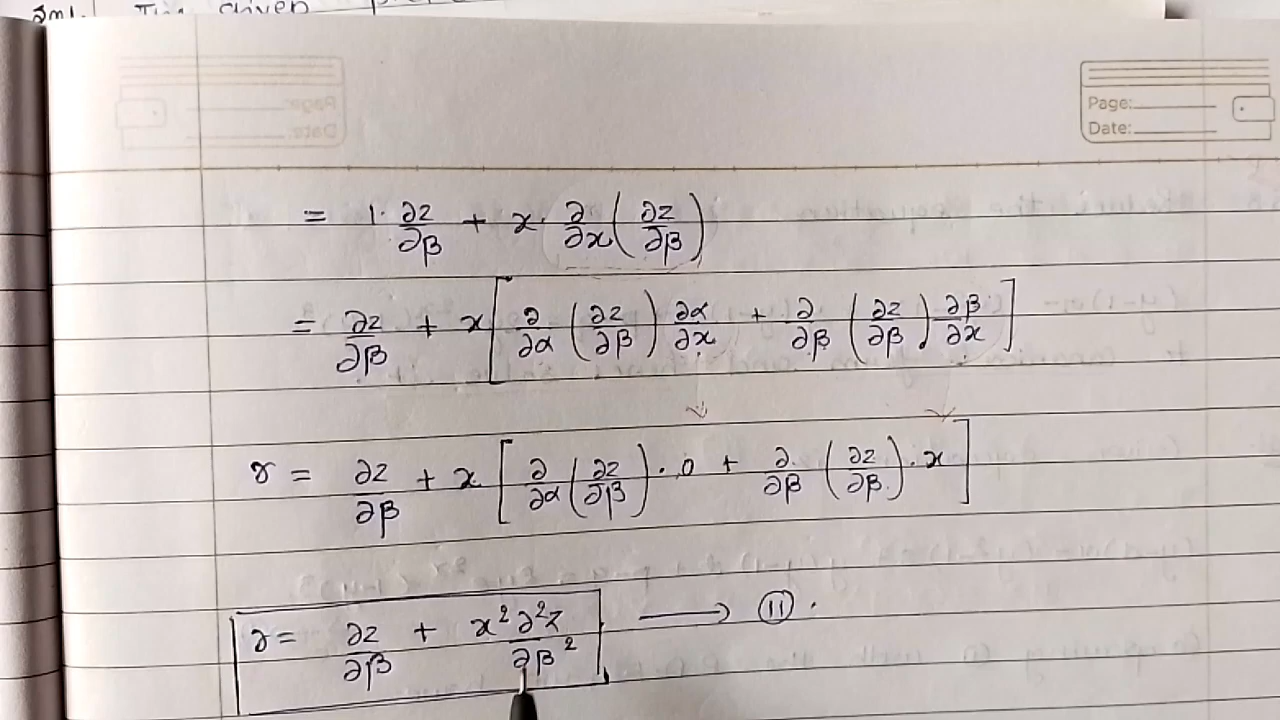 Page:
Date:
= 1. ∂z/∂β + x. ∂/∂x (∂z/∂β)
= ∂z/∂β + x [ ∂/∂α (∂z/∂β) ∂α/∂x + ∂/∂β (∂z/∂β) ∂β/∂x ]
r = ∂z/∂β + x [ ∂/∂α (∂z/∂β) . 0 + ∂/∂β (∂z/∂β) . x ]
r = ∂z/∂β + x² ∂²z/∂β² → (11) .